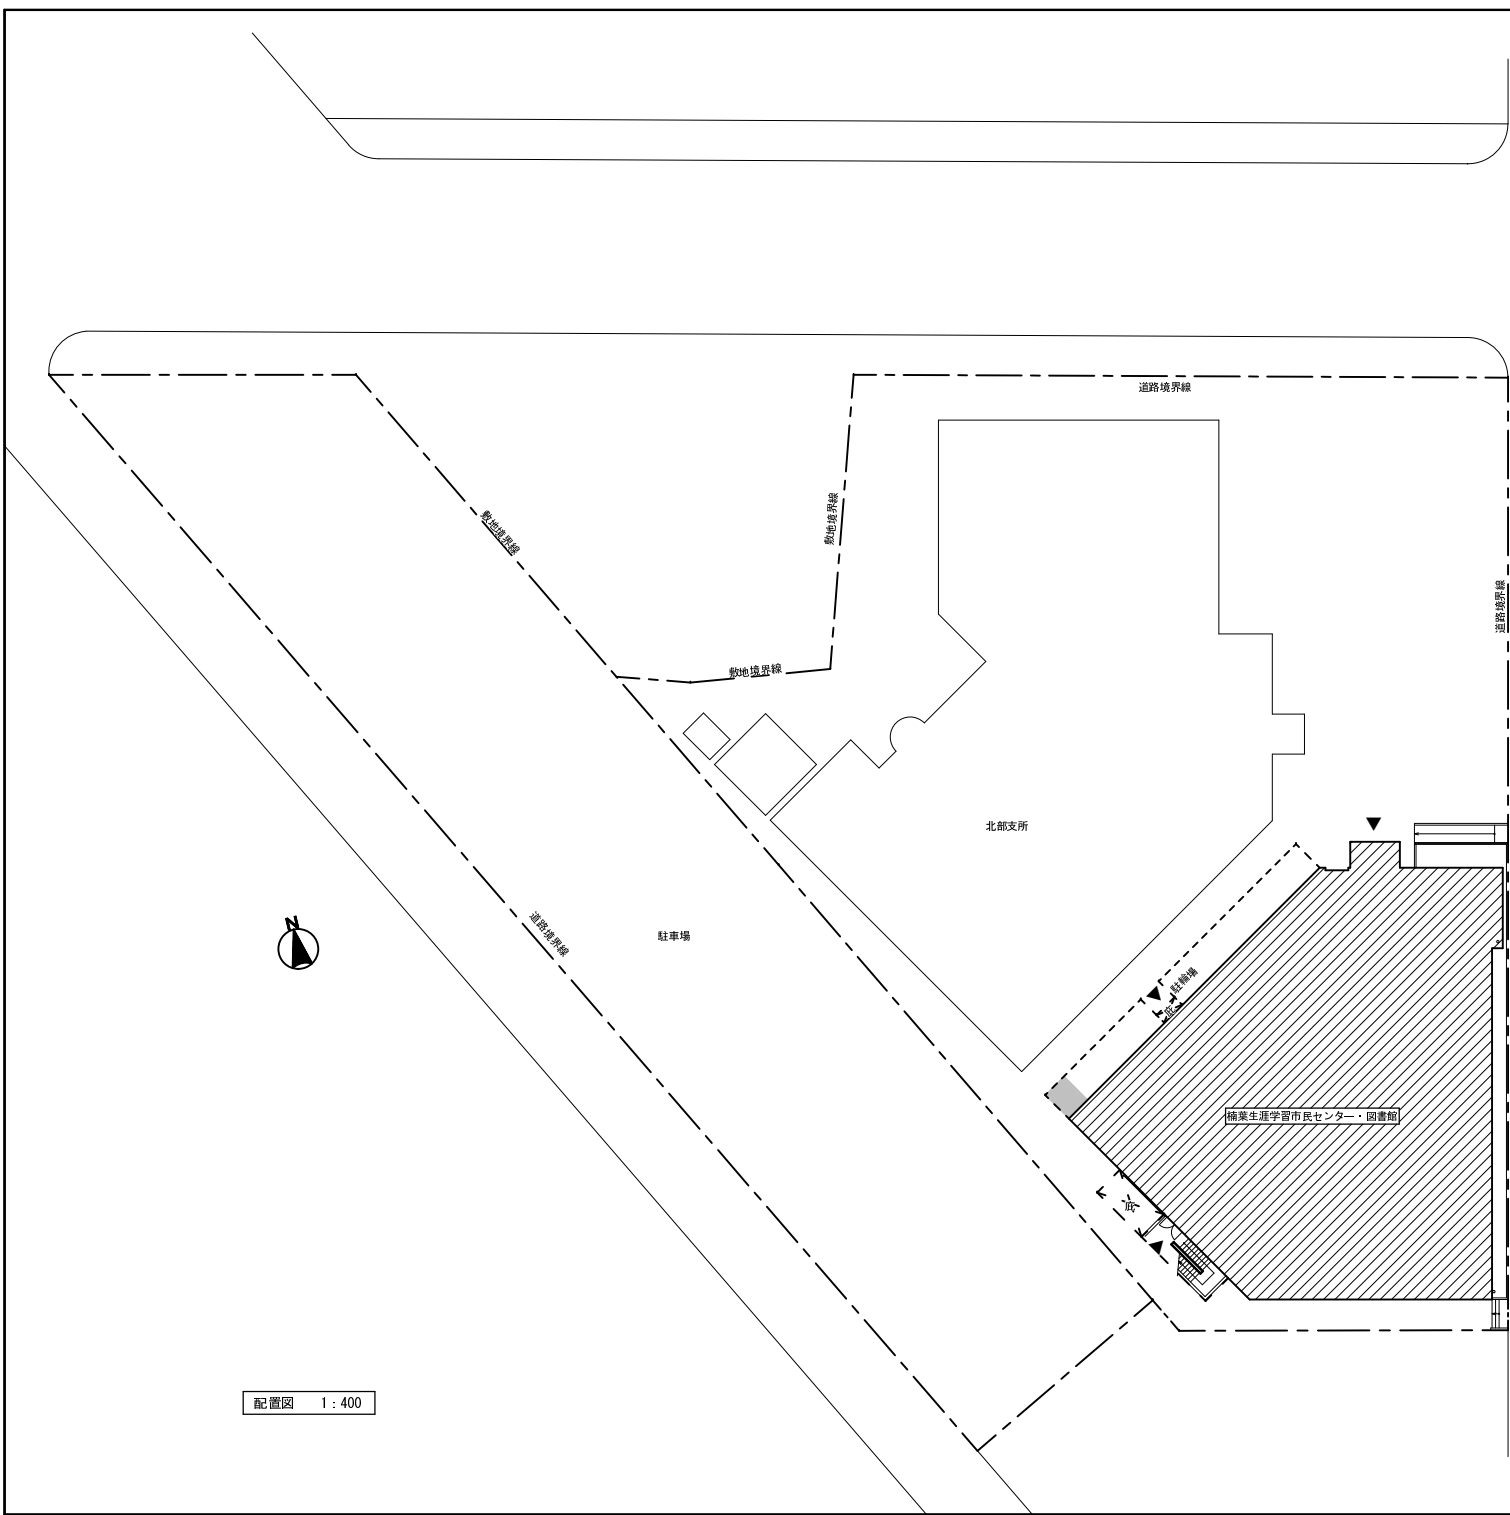 道路境界線
敷地境界線
敷地境界線
道路境界線
敷地境界線
北部支所
N
道路境界線
駐車場
駐輪場
庇
楠葉生涯学習市民センター・図書館
配置図 1：400